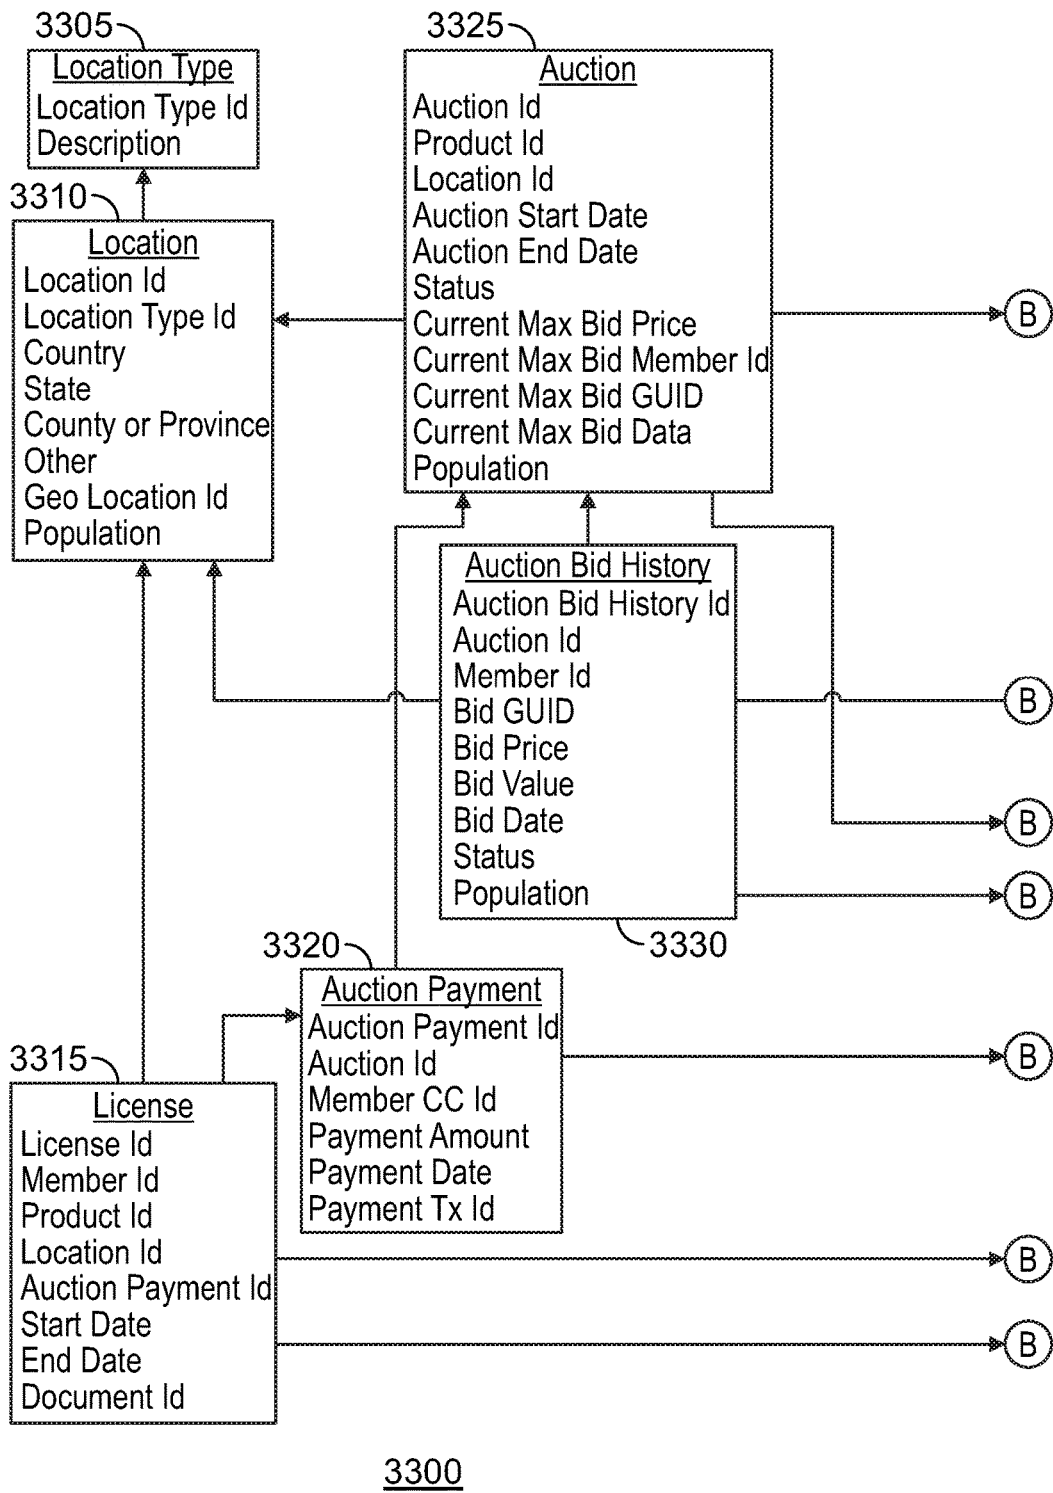 3305
Location Type
Location Type Id
Description
3310
Location
Location Id
Location Type Id
Country
State
County or Province
Other
Geo Location Id
Population
3325
Auction
Auction Id
Product Id
Location Id
Auction Start Date
Auction End Date
Status
Current Max Bid Price
Current Max Bid Member Id
Current Max Bid GUID
Current Max Bid Data
Population
B
Auction Bid History
Auction Bid History Id
Auction Id
Member Id
Bid GUID
Bid Price
Bid Value
Bid Date
Status
Population
3330
B
B
B
3320
Auction Payment
Auction Payment Id
Auction Id
Member CC Id
Payment Amount
Payment Date
Payment Tx Id
B
3315
License
License Id
Member Id
Product Id
Location Id
Auction Payment Id
Start Date
End Date
Document Id
B
B
3300